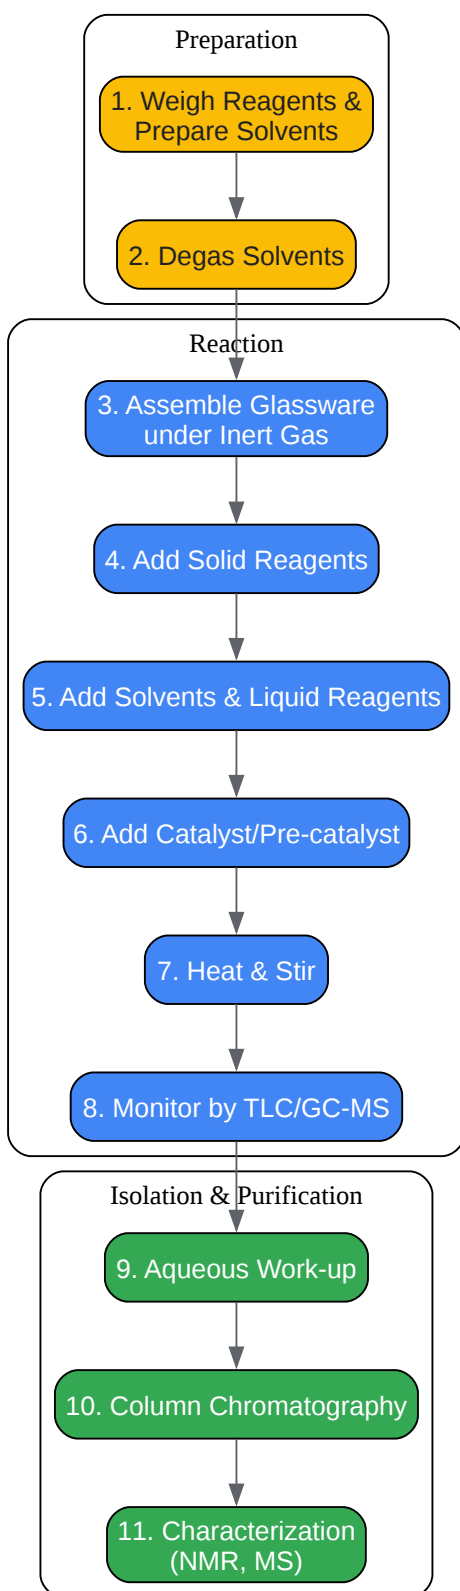 Preparation
1. Weigh Reagents &
Prepare Solvents
2. Degas Solvents
Reaction
3. Assemble Glassware
under Inert Gas
4. Add Solid Reagents
5. Add Solvents & Liquid Reagents
6. Add Catalyst/Pre-catalyst
7. Heat & Stir
8. Monitor by TLC/GC-MS
Isolation & Purification
9. Aqueous Work-up
10. Column Chromatography
11. Characterization
(NMR, MS)